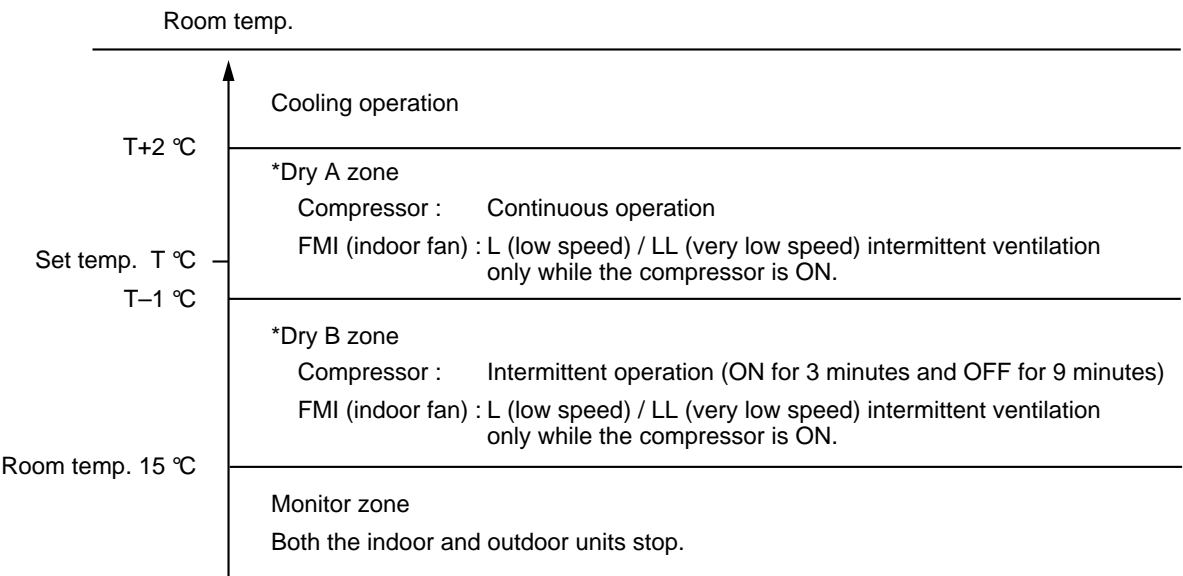 Room temp.
Cooling operation
T+2 °C
*Dry A zone
Compressor : Continuous operation
FMI (indoor fan) : L (low speed) / LL (very low speed) intermittent ventilation
only while the compressor is ON.
Set temp. T °C
T–1 °C
*Dry B zone
Compressor : Intermittent operation (ON for 3 minutes and OFF for 9 minutes)
FMI (indoor fan) : L (low speed) / LL (very low speed) intermittent ventilation
only while the compressor is ON.
Room temp. 15 °C
Monitor zone
Both the indoor and outdoor units stop.